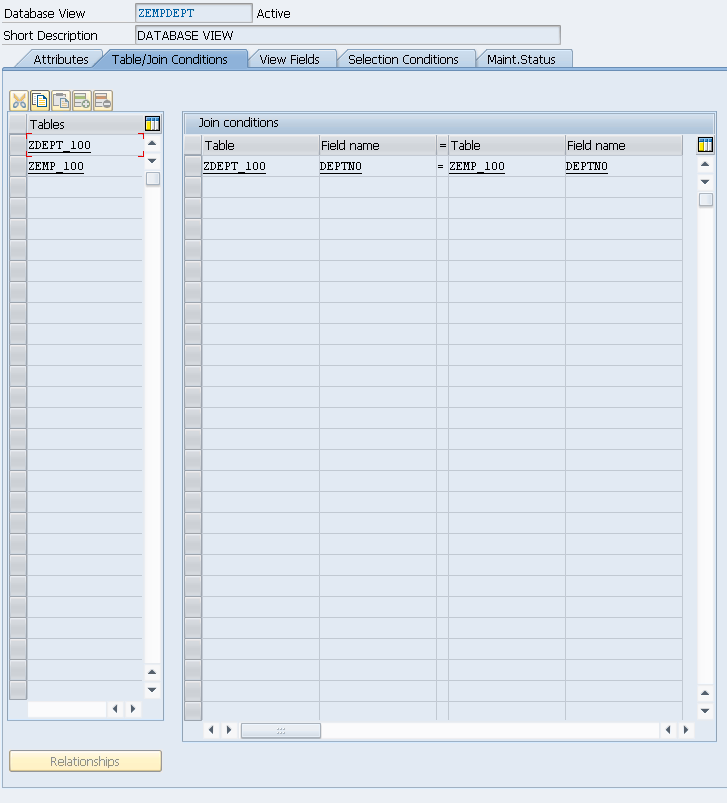 Database View ZEMPDEPT Active
Short Description DATABASE VIEW
Attributes Table/Join Conditions View Fields Selection Conditions Maint.Status
Tables
ZDEPT_100
ZEMP_100
Join conditions
Table Field name = Table Field name
ZDEPT_100 DEPTNO = ZEMP_100 DEPTNO
Relationships